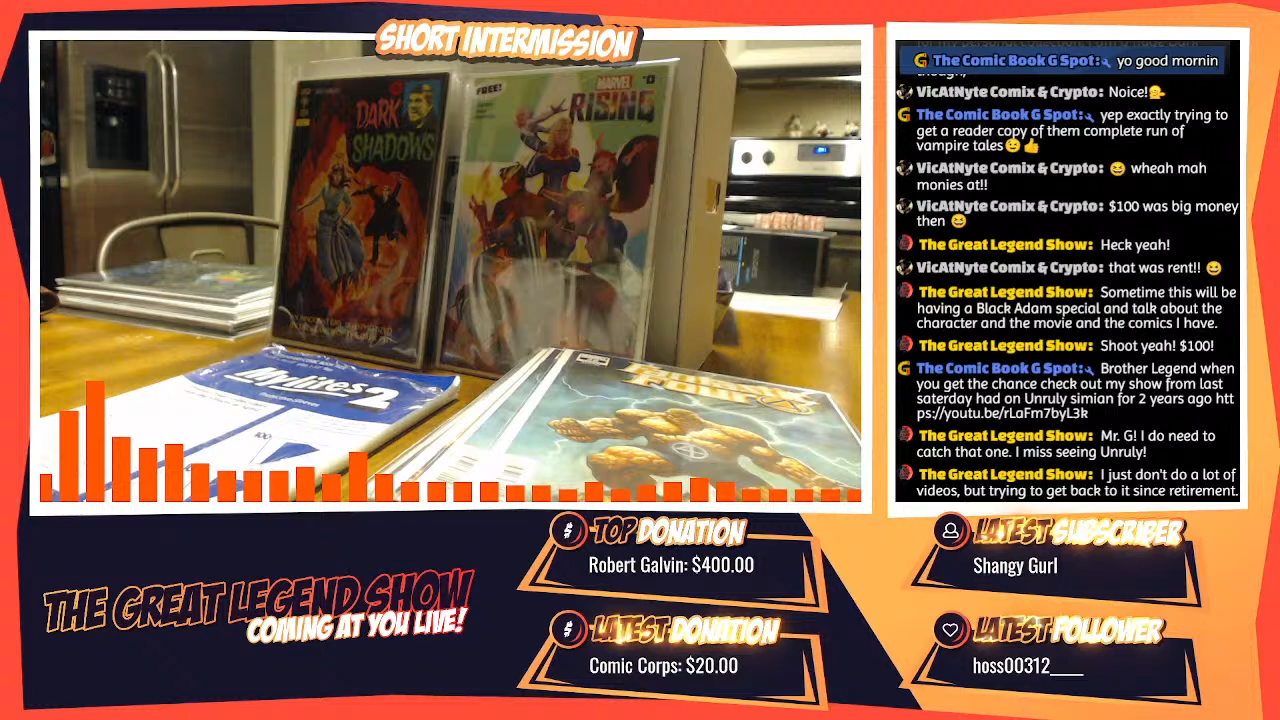 SHORT INTERMISSION
FREE!
MARVEL
RISING
DARK
SHADOWS
Mylites 2
100
The Comic Book G Spot: yo good mornin
though,
VicAtNyte Comix & Crypto: Noice!
The Comic Book G Spot: yep exactly trying to
get a reader copy of them complete run of
vampire tales😉👍
VicAtNyte Comix & Crypto: 😆 wheah mah
monies at!!
VicAtNyte Comix & Crypto: $100 was big money
then 😆
The Great Legend Show: Heck yeah!
VicAtNyte Comix & Crypto: that was rent!! 😆
The Great Legend Show: Sometime this will be
having a Black Adam special and talk about the
character and the movie and the comics I have.
The Great Legend Show: Shoot yeah! $100!
The Comic Book G Spot: Brother Legend when
you get the chance check out my show from last
saterday had on Unruly simian for 2 years ago htt
ps://youtu.be/rLaFm7byL3k
The Great Legend Show: Mr. G! I do need to
catch that one. I miss seeing Unruly!
The Great Legend Show: I just don't do a lot of
videos, but trying to get back to it since retirement.
THE GREAT LEGEND SHOW
COMING AT YOU LIVE!
TOP DONATION
Robert Galvin: $400.00
LATEST DONATION
Comic Corps: $20.00
LATEST SUBSCRIBER
Shangy Gurl
LATEST FOLLOWER
hoss00312____